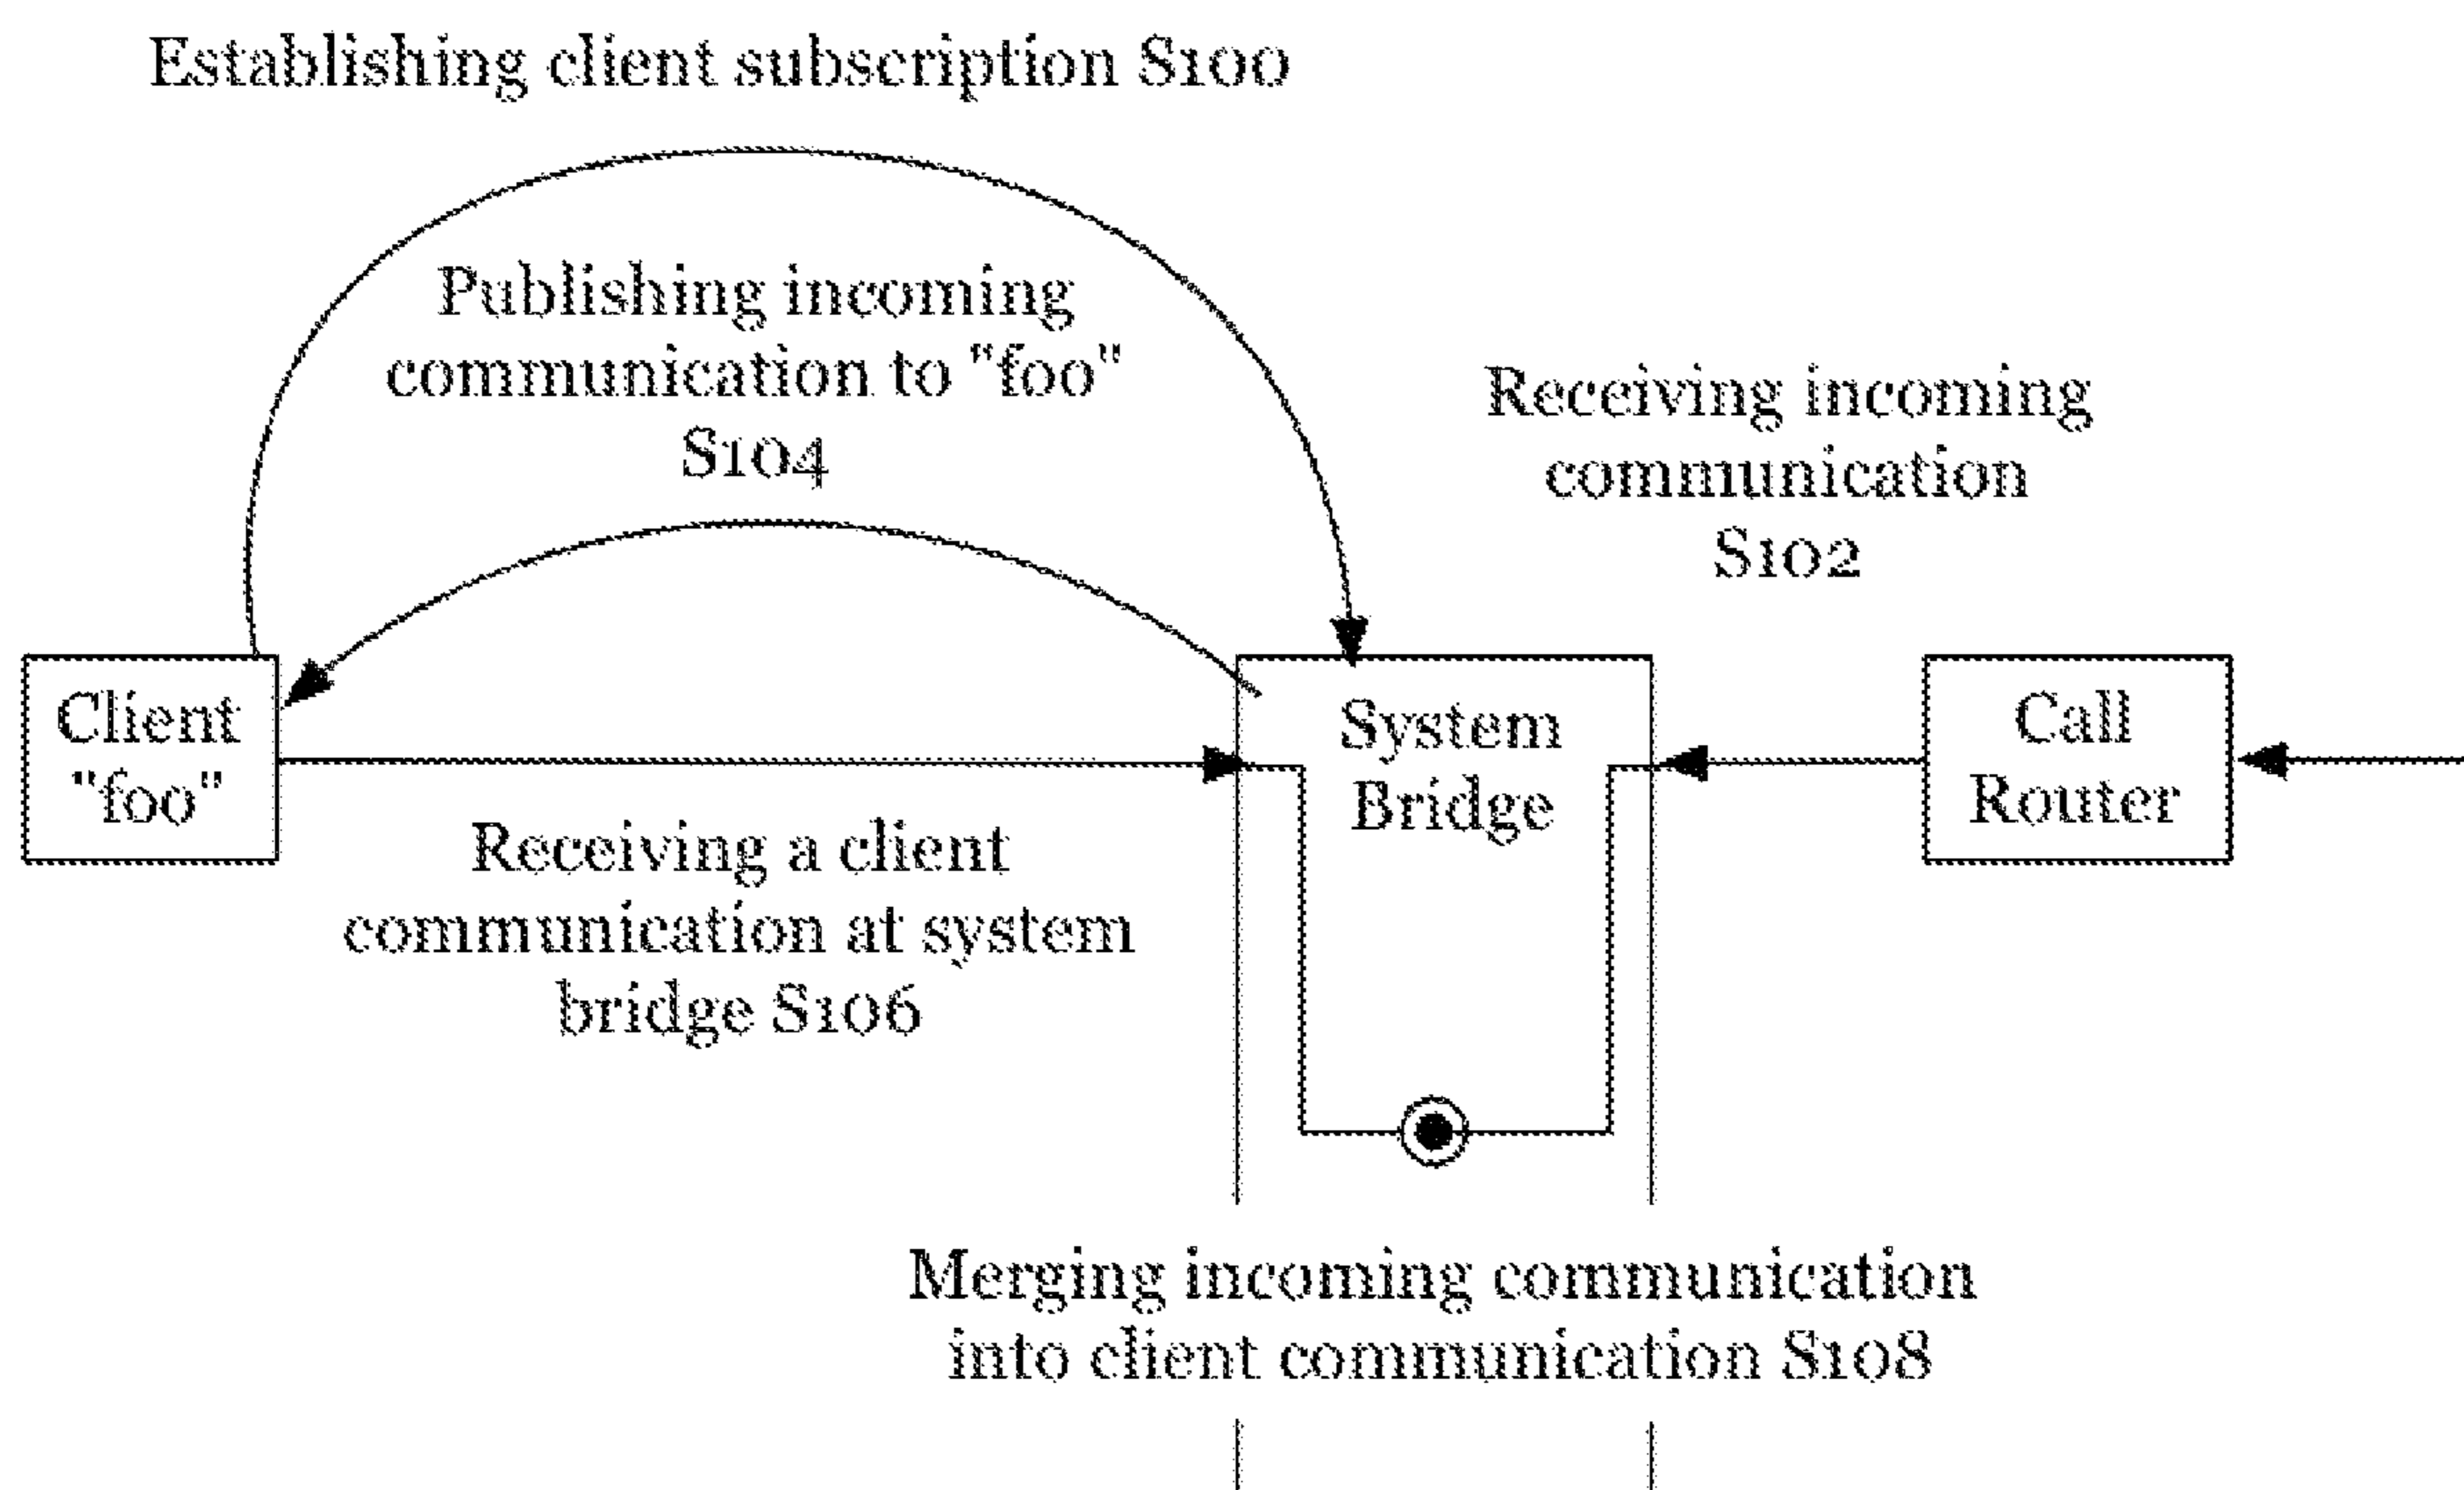 Establishing client subscription S100
Publishing incoming
communication to "foo"
S104
Receiving incoming
communication
S102
Client
"foo"
System
Bridge
Call
Router
Receiving a client
communication at system
bridge S106
Merging incoming communication
into client communication S108